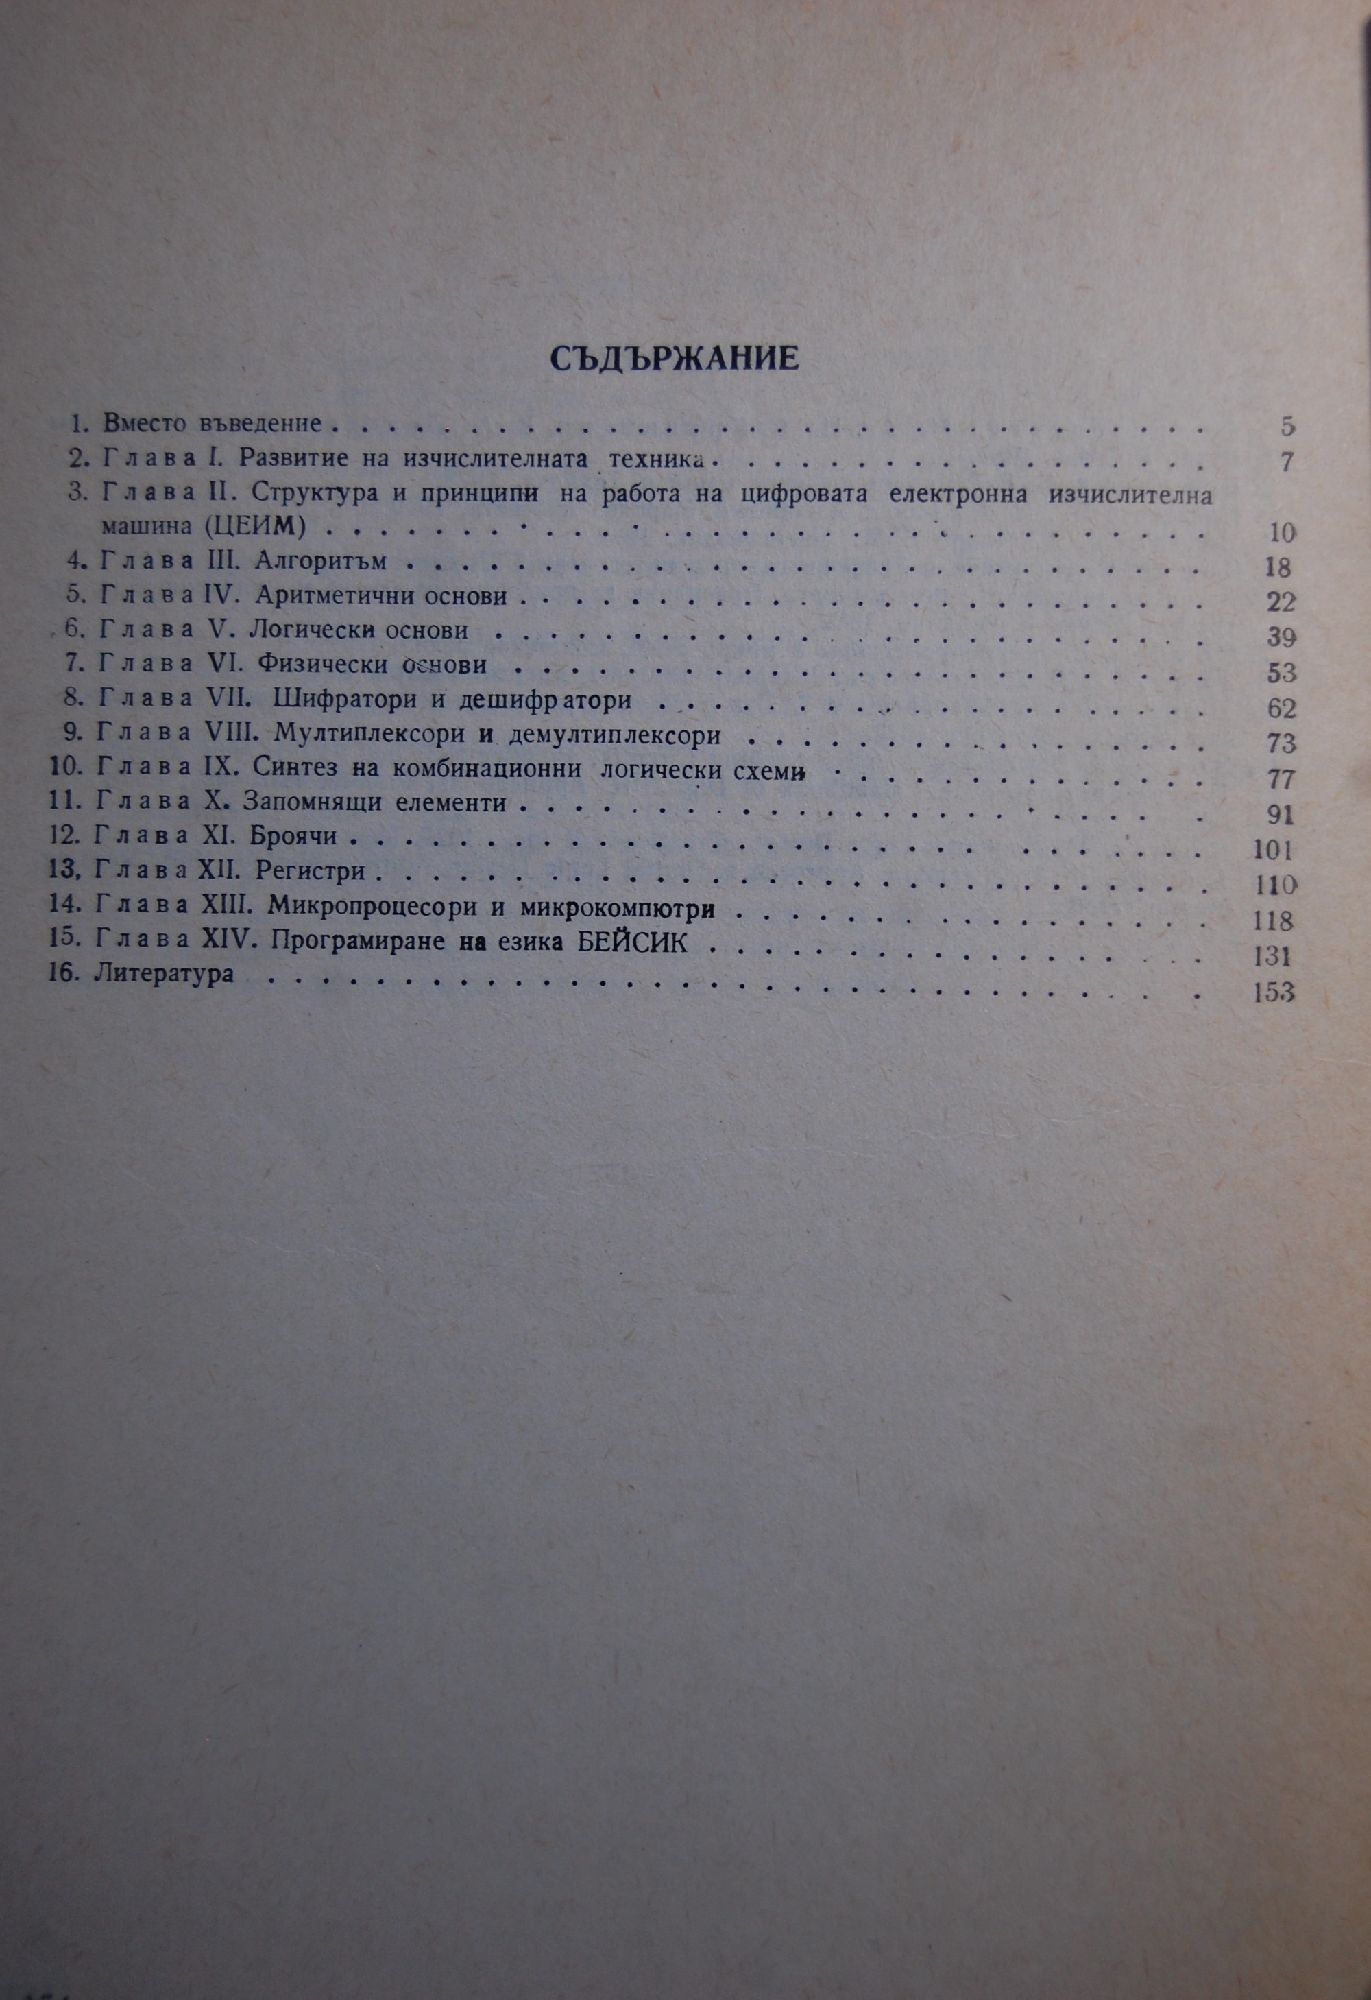 СЪДЪРЖАНИЕ
1. Вместо въведение . . . . . . . . . . . . . . . . . . . . . . . . . . . . . . . . 5
2. Глава I. Развитие на изчислителната техника . . . . . . . . . . . . . . . . . . 7
3. Глава II. Структура и принципи на работа на цифровата електронна изчислителна
машина (ЦЕИМ) . . . . . . . . . . . . . . . . . . . . . . . . . . . . . . . . 10
4. Глава III. Алгоритъм . . . . . . . . . . . . . . . . . . . . . . . . . . . . . 18
5. Глава IV. Аритметични основи . . . . . . . . . . . . . . . . . . . . . . . . . 22
6. Глава V. Логически основи . . . . . . . . . . . . . . . . . . . . . . . . . . 39
7. Глава VI. Физически основи . . . . . . . . . . . . . . . . . . . . . . . . . 53
8. Глава VII. Шифратори и дешифратори . . . . . . . . . . . . . . . . . . . . 62
9. Глава VIII. Мултиплексори и демултиплексори . . . . . . . . . . . . . . . . . 73
10. Глава IX. Синтез на комбинационни логически схеми . . . . . . . . . . . . . . 77
11. Глава X. Запомнящи елементи . . . . . . . . . . . . . . . . . . . . . . . . 91
12. Глава XI. Броячи . . . . . . . . . . . . . . . . . . . . . . . . . . . . . . 101
13, Глава XII. Регистри . . . . . . . . . . . . . . . . . . . . . . . . . . . . . 110
14. Глава XIII. Микропроцесори и микрокомпютри . . . . . . . . . . . . . . . . . 118
15. Глава XIV. Програмиране на езика БЕЙСИК . . . . . . . . . . . . . . . . . . 131
16. Литература . . . . . . . . . . . . . . . . . . . . . . . . . . . . . . . . . 153